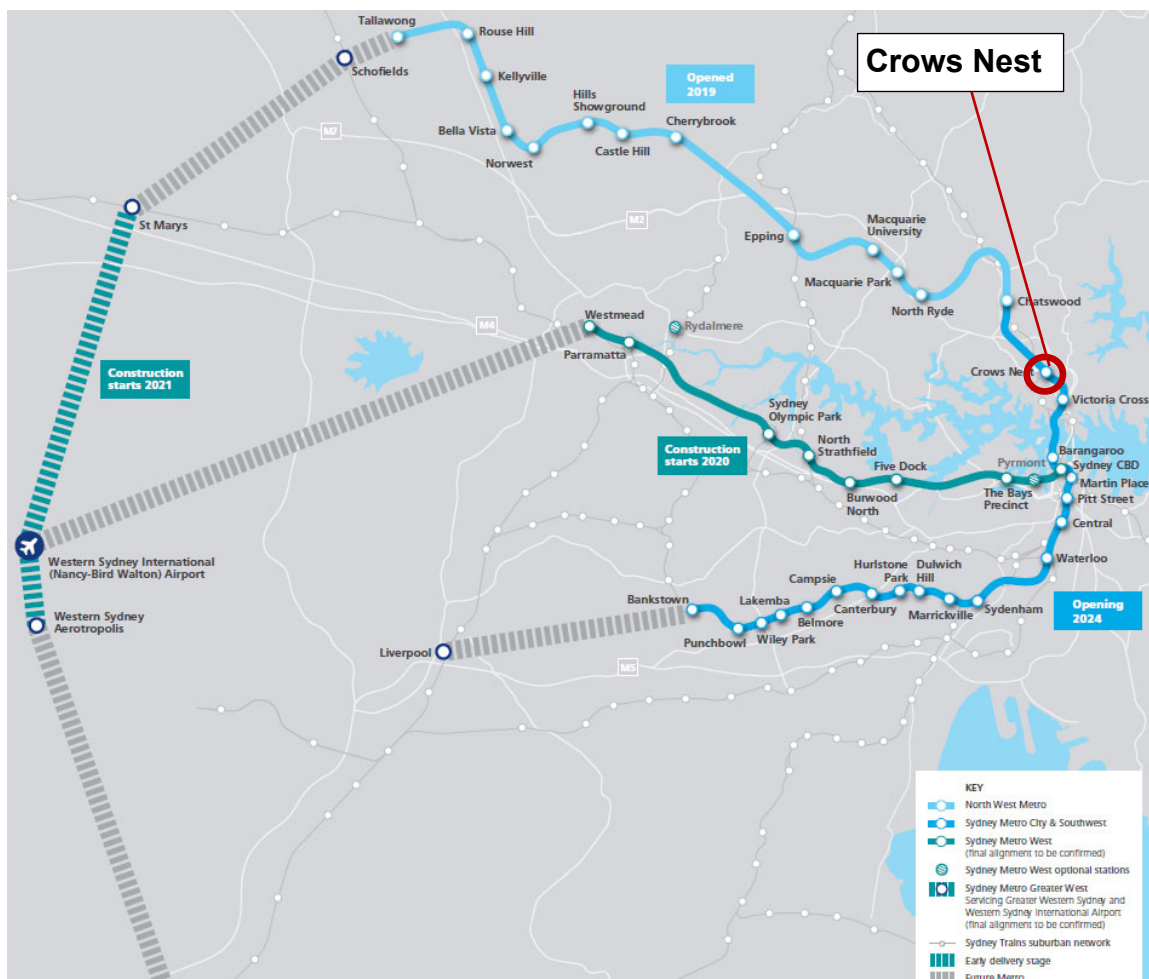 Crows Nest
Tallawong
Rouse Hill
Schofields
Kellyville
Opened
2019
Hills
Showground
Cherrybrook
Bella Vista
M7
Castle Hill
Norwest
St Marys
M2
Macquarie
University
Epping
Macquarie Park
Chatswood
North Ryde
Westmead
M4
Rydalmere
Parramatta
Construction
starts 2021
Crows Nest
Victoria Cross
Sydney
Olympic Park
Construction
starts 2020
North
Strathfield
Five Dock
Pyrmont
Barangaroo
Sydney CBD
Martin Place
Pitt Street
Burwood
North
The Bays
Precinct
Central
Western Sydney International
(Nancy-Bird Walton) Airport
Waterloo
Western Sydney
Aerotropolis
Bankstown
Campsie
Hurlstone
Park
Dulwich
Hill
Lakemba
Belmore
Canterbury
Marrickville
Sydenham
Opening
2024
Punchbowl
Wiley Park
Liverpool
M5
KEY
North West Metro
Sydney Metro City & Southwest
Sydney Metro West
(final alignment to be confirmed)
Sydney Metro West optional stations
Sydney Metro Greater West
Servicing Greater Western Sydney and
Western Sydney International Airport
(final alignment to be confirmed)
Sydney Trains suburban network
Early delivery stage
Future Metro